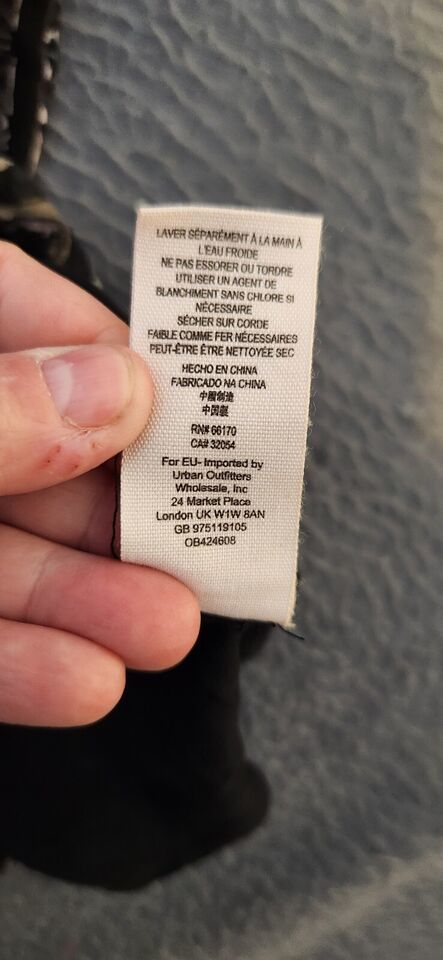 LAVER SÉPARÉMENT À LA MAIN À
L'EAU FROIDE
NE PAS ESSORER OU TORDRE
UTILISER UN AGENT DE
BLANCHIMENT SANS CHLORE SI
NÉCESSAIRE
SÉCHER SUR CORDE
FAIBLE COMME FER NÉCESSAIRES
PEUT-ÊTRE ÊTRE NETTOYÉE SEC
HECHO EN CHINA
FABRICADO NA CHINA
中國制造
中国製
RN# 66170
CA# 32054
For EU- Imported by
Urban Outfitters
Wholesale, Inc
24 Market Place
London UK W1W 8AN
GB 975119105
OB424608